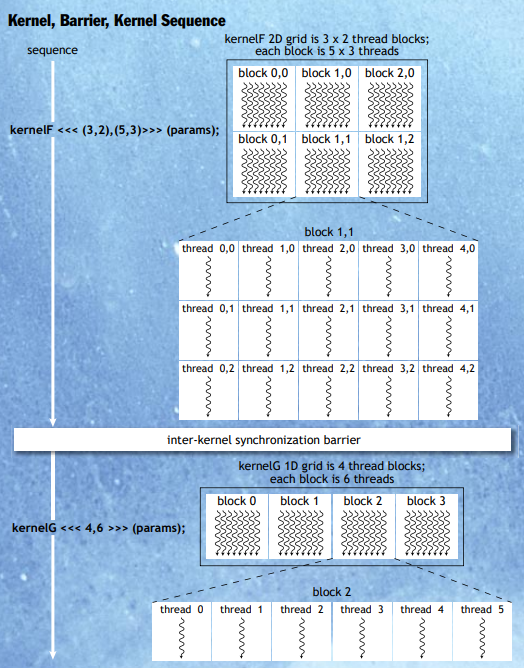 Kernel, Barrier, Kernel Sequence
kernelF 2D grid is 3 x 2 thread blocks;
each block is 5 x 3 threads
sequence
block 0,0 block 1,0 block 2,0
kernelF <<< (3,2),(5,3)>>> (params);
block 0,1 block 1,1 block 1,2
block 1,1
thread 0,0 thread 1,0 thread 2,0 thread 3,0 thread 4,0
thread 0,1 thread 1,1 thread 2,1 thread 3,1 thread 4,1
thread 0,2 thread 1,2 thread 2,2 thread 3,2 thread 4,2
inter-kernel synchronization barrier
kernelG 1D grid is 4 thread blocks;
each block is 6 threads
block 0 block 1 block 2 block 3
kernelG <<< 4,6 >>> (params);
block 2
thread 0 thread 1 thread 2 thread 3 thread 4 thread 5